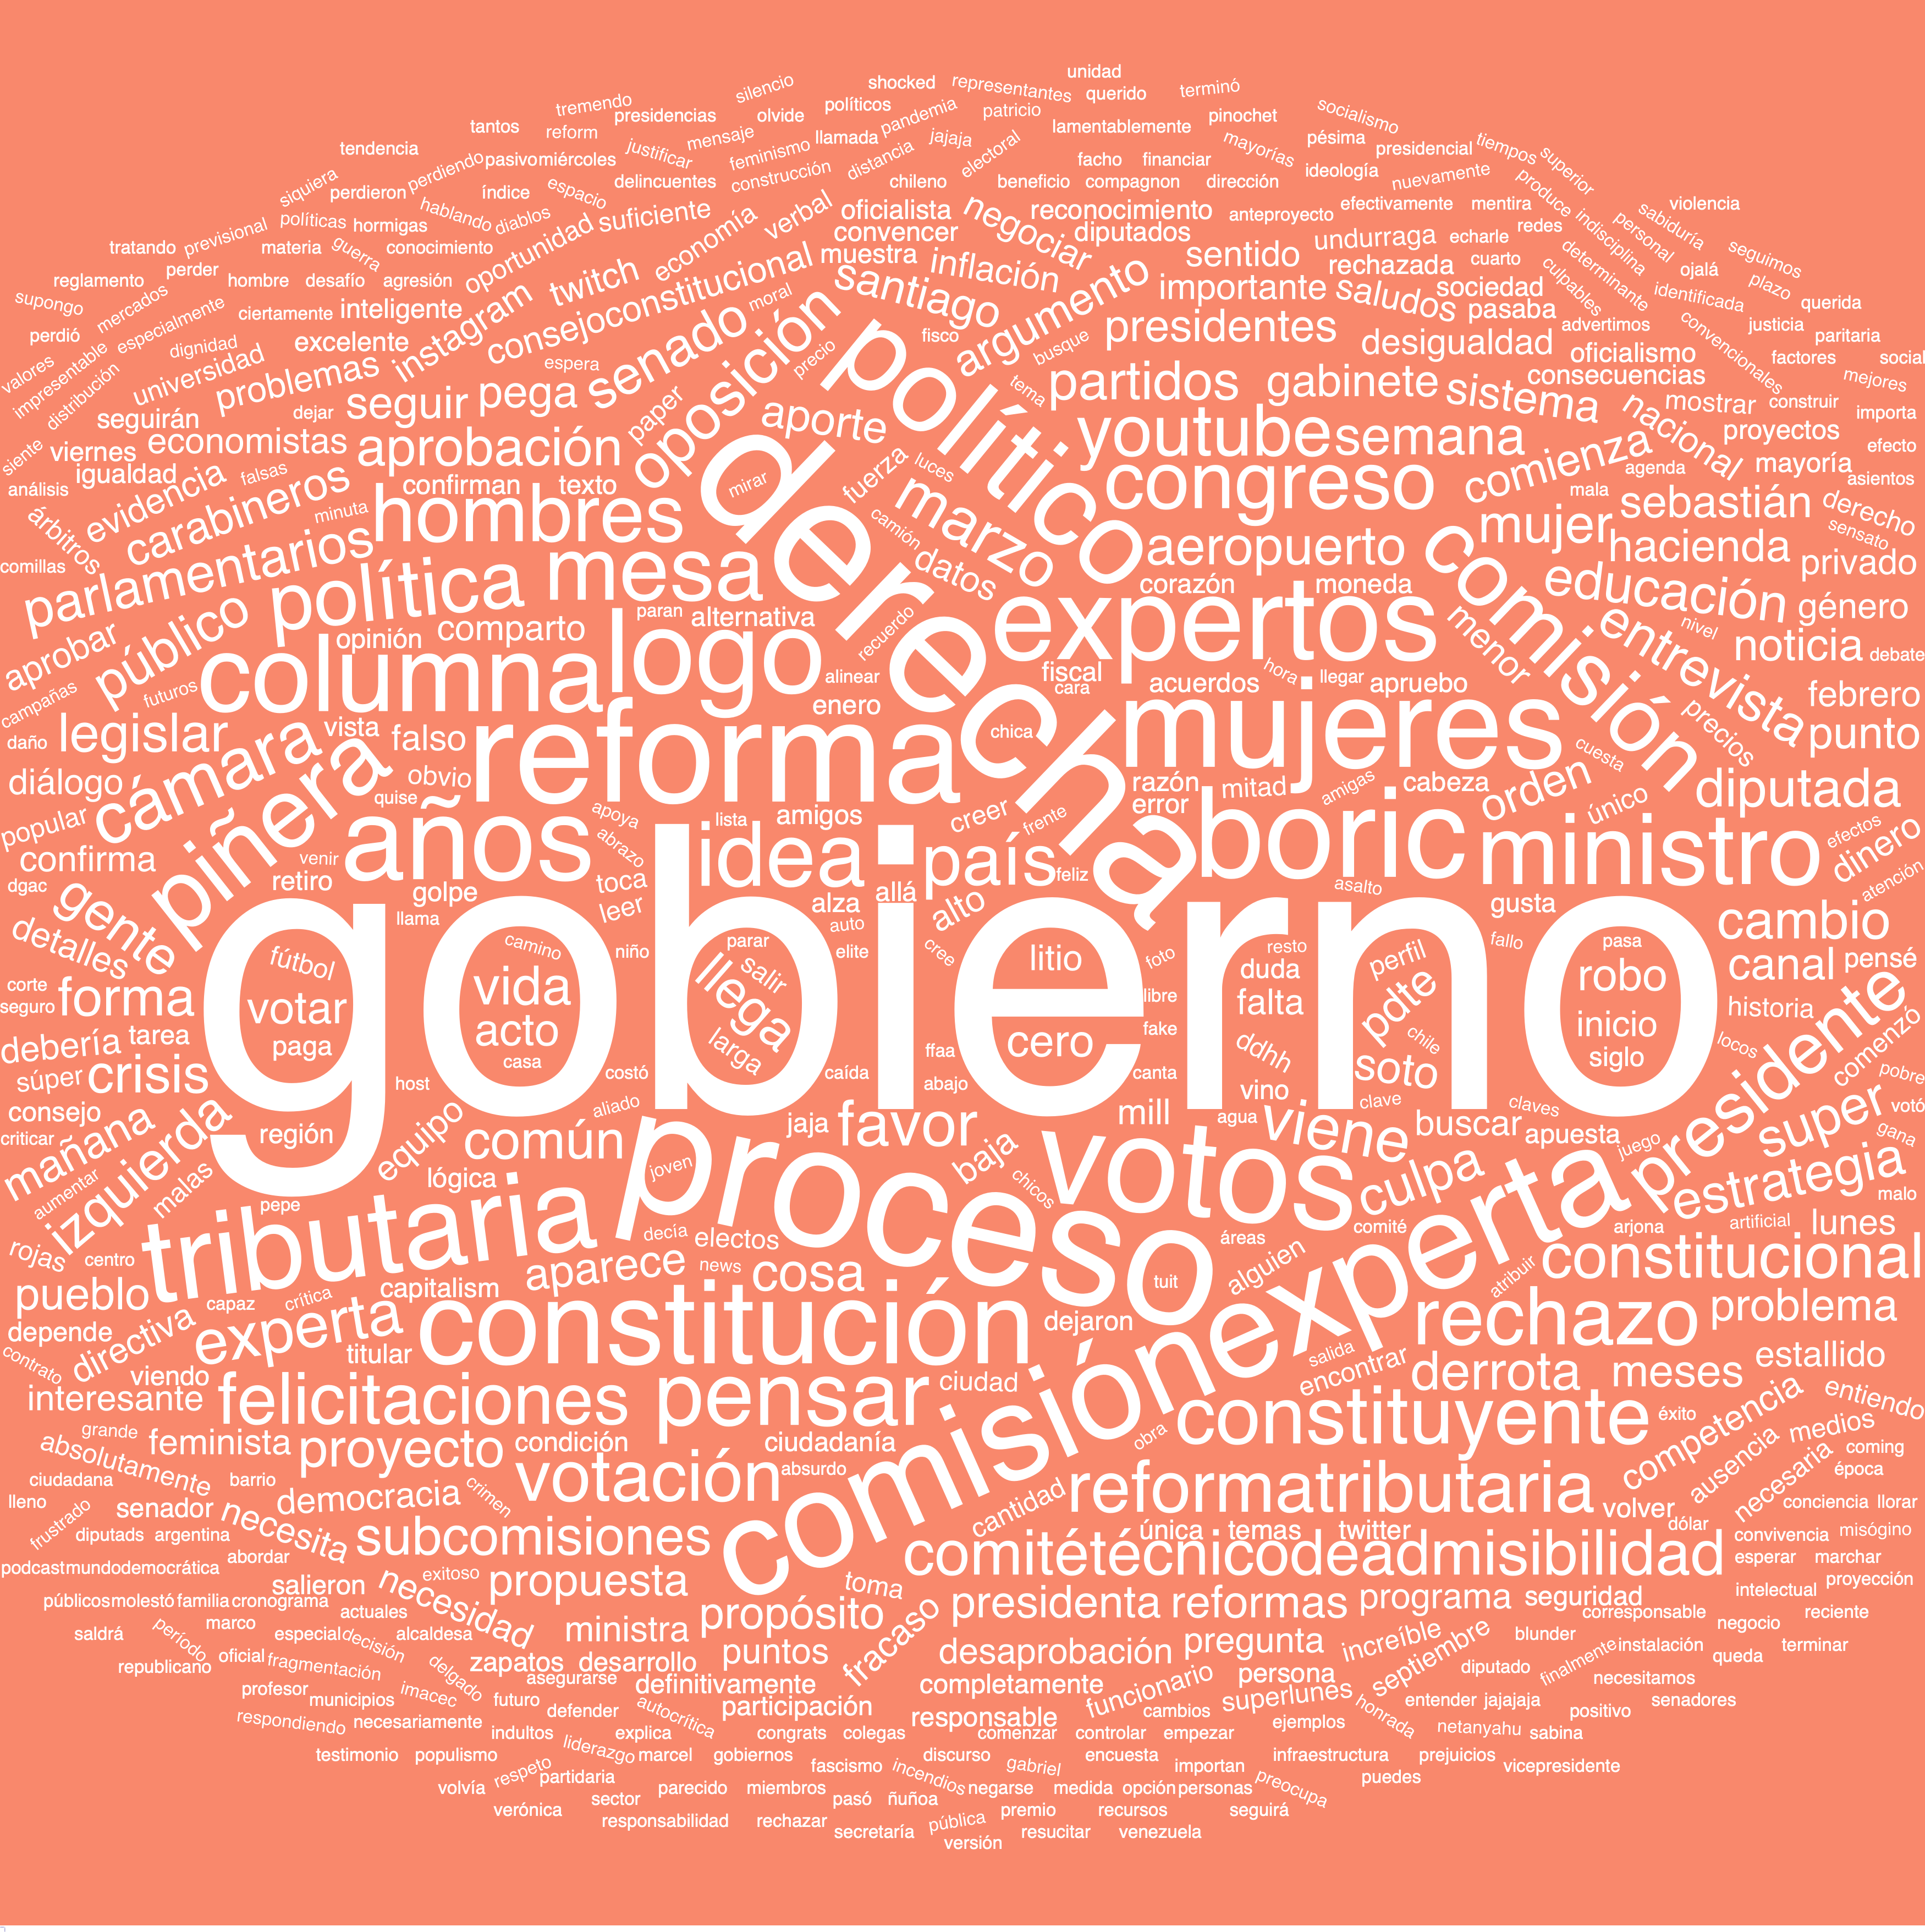 unidad
shocked
representantes
querido
terminó
silencio
tremendo
presidencias
olvide
políticos
pandemia
patricio
lamentablemente
pinochet
socialismo
tantos
reform
mensaje
llamada
jajaja
electoral
mayorías
pésima
presidencial
tiempos
superior
tendencia
perdiendo
pasivo
miércoles
justificar
feminismo
distancia
facho
financiar
ideología
nuevamente
produce
siquiera
perdieron
índice
espacio
delincuentes
construcción
chileno
beneficio
compagnon
dirección
efectivamente
mentira
indisciplina
personal
sabiduría
violencia
previsional
políticas
hormigas
hablando
diablos
suficiente
verbal
oficialista
negociar
reconocimiento
anteproyecto
redes
tratando
materia
guerra
conocimiento
oportunidad
economía
convencer
diputados
sentido
undurraga
echarle
determinante
seguimos
reglamento
perder
hombre
desafío
agresión
twitch
consejoconstitucional
muestra
inflación
rechazada
cuarto
culpables
ojalá
plazo
supongo
mercados
especialmente
ciertamente
inteligente
instagram
moral
santiago
argumento
importante
saludos
sociedad
pasaba
identificada
querida
perdió
dignidad
excelente
senado
oposición
político
fisco
busque
presidentes
desigualdad
oficialismo
advertimos
convencionales
justicia
paritaria
valores
impresentable
distribución
universidad
problemas
espera
precio
tema
partidos
gabinete
sistema
consecuencias
factores
social
mejores
seguirán
dejar
seguir
pega
paper
aporte
nacional
mostrar
construir
importa
siente
viernes
economistas
aprobación
derecha
luces
fuerza
youtube
semana
comienza
proyectos
efecto
análisis
igualdad
evidencia
falsas
confirman
texto
mirar
marzo
congreso
agenda
mayoría
asientos
árbitros
carabineros
minuta
hombres
camión
mala
mujer
sebastián
derecho
sensato
comillas
parlamentarios
política
mesa
datos
aeropuerto
comisión
hacienda
privado
aprobar
público
opinión
comparto
paran
alternativa
recuerdo
corazón
moneda
expertos
menor
educación
género
campañas
futuros
columna
logo
alinear
fiscal
cara
hora
acuerdos
llegar
apruebo
entrevista
nivel
noticia
debate
daño
legislar
vista
falso
reforma
enero
chica
mujeres
cuesta
precios
febrero
punto
diálogo
cámara
obvio
quise
razón
error
mitad
amigas
cabeza
orden
único
diputada
popular
piñera
años
apoya
abrazo
lista
amigos
creer
frente
boric
ministro
efectos
dinero
confirma
venir
idea
país
feliz
dgac
gente
retiro
golpe
toca
leer
alza
allá
alto
asalto
gusta
atención
detalles
llama
auto
cambio
gobierno
fútbol
camino
niño
parar
salir
elite
cree
litio
foto
resto
duda
perfil
fallo
pasa
robo
canal
pensé
corte
seguro
forma
votar
vida
llega
libre
falta
pdte
inicio
historia
debería
tarea
paga
acto
larga
ffaa
cero
fake
ddhh
chile
siglo
locos
comenzó
súper
crisis
host
casa
costó
caída
abajo
canta
vino
soto
presidente
pobre
consejo
criticar
mañana
región
equipo
aliado
jaja
favor
mill
agua
clave
claves
viene
buscar
apuesta
super
votó
gana
aumentar
izquierda
malas
lógica
común
joven
proceso
baja
chicos
votos
culpa
juego
estrategia
malo
pepe
tributaria
decía
electos
áreas
comité
arjona
artificial
lunes
rojas
centro
aparece
news
cosa
tuit
alguien
atribuir
constitucional
pueblo
capaz
crítica
capitalism
comisiónexperta
depende
directiva
experta
titular
constitución
dejaron
rechazo
problema
contrato
viendo
salida
encontrar
derrota
meses
estallido
interesante
felicitaciones
pensar
ciudad
constituyente
éxito
competencia
entiendo
grande
feminista
proyecto
condición
ciudadanía
obra
medios
absolutamente
ciudadana
barrio
crimen
votación
absurdo
cantidad
reformatributaria
ausencia
necesaria
coming
época
lleno
frustrado
senador
necesita
democracia
volver
conciencia
llorar
diputads
argentina
subcomisiones
única
temas
twitter
dólar
convivencia
misógino
podcast
mundo
democrática
abordar
comitétécnicodeadmisibilidad
esperar
marchar
salieron
exitoso
propuesta
toma
intelectual
proyección
públicos
molestó
familia
cronograma
necesidad
propósito
presidenta
reformas
programa
seguridad
corresponsable
reciente
saldrá
período
marco
actuales
especial
decisión
alcaldesa
ministra
puntos
fracaso
desaprobación
pregunta
increíble
septiembre
blunder
negocio
terminar
republicano
oficial
fragmentación
delgado
zapatos
desarrollo
asegurarse
definitivamente
completamente
funcionario
persona
diputado
finalmente
instalación
queda
profesor
municipios
imacec
futuro
defender
autocrítica
participación
responsable
cambios
superlunes
honrada
entender
jajajaja
necesitamos
positivo
senadores
respondiendo
necesariamente
indultos
explica
congrats
colegas
comenzar
controlar
empezar
ejemplos
netanyahu
sabina
testimonio
populismo
liderazgo
marcel
gobiernos
fascismo
discurso
gabriel
encuesta
importan
infraestructura
prejuicios
vicepresidente
volvía
respeto
partidaria
parecido
miembros
incendios
negarse
medida
opción
personas
preocupa
puedes
verónica
sector
pasó
ñuñoa
premio
recursos
seguirá
responsabilidad
rechazar
secretaría
pública
resucitar
venezuela
versión